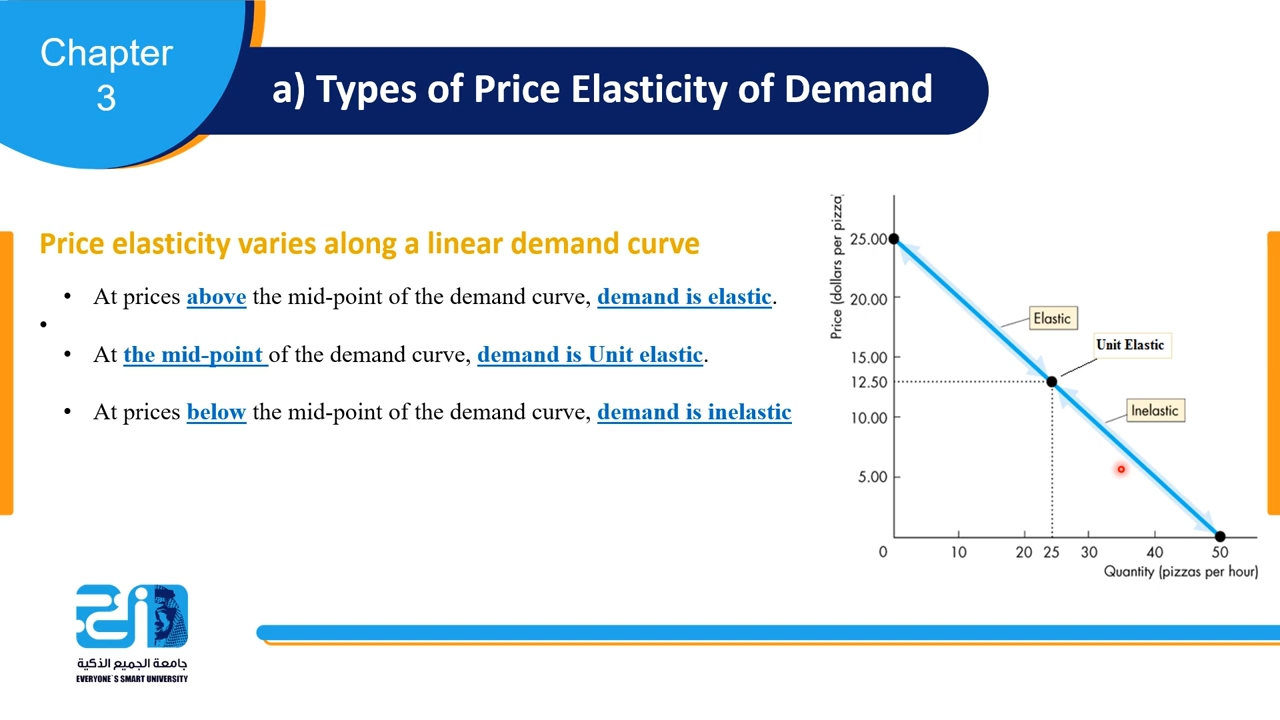 Chapter
3
a) Types of Price Elasticity of Demand
Price elasticity varies along a linear demand curve
• At prices above the mid-point of the demand curve, demand is elastic.
•
• At the mid-point of the demand curve, demand is Unit elastic.
• At prices below the mid-point of the demand curve, demand is inelastic
Price (dollars per pizza)
25.00
20.00
15.00
12.50
10.00
5.00
0
10
20
25
30
40
50
Elastic
Unit Elastic
Inelastic
Quantity (pizzas per hour)
جامعة الجميع الذكية
EVERYONE`S SMART UNIVERSITY